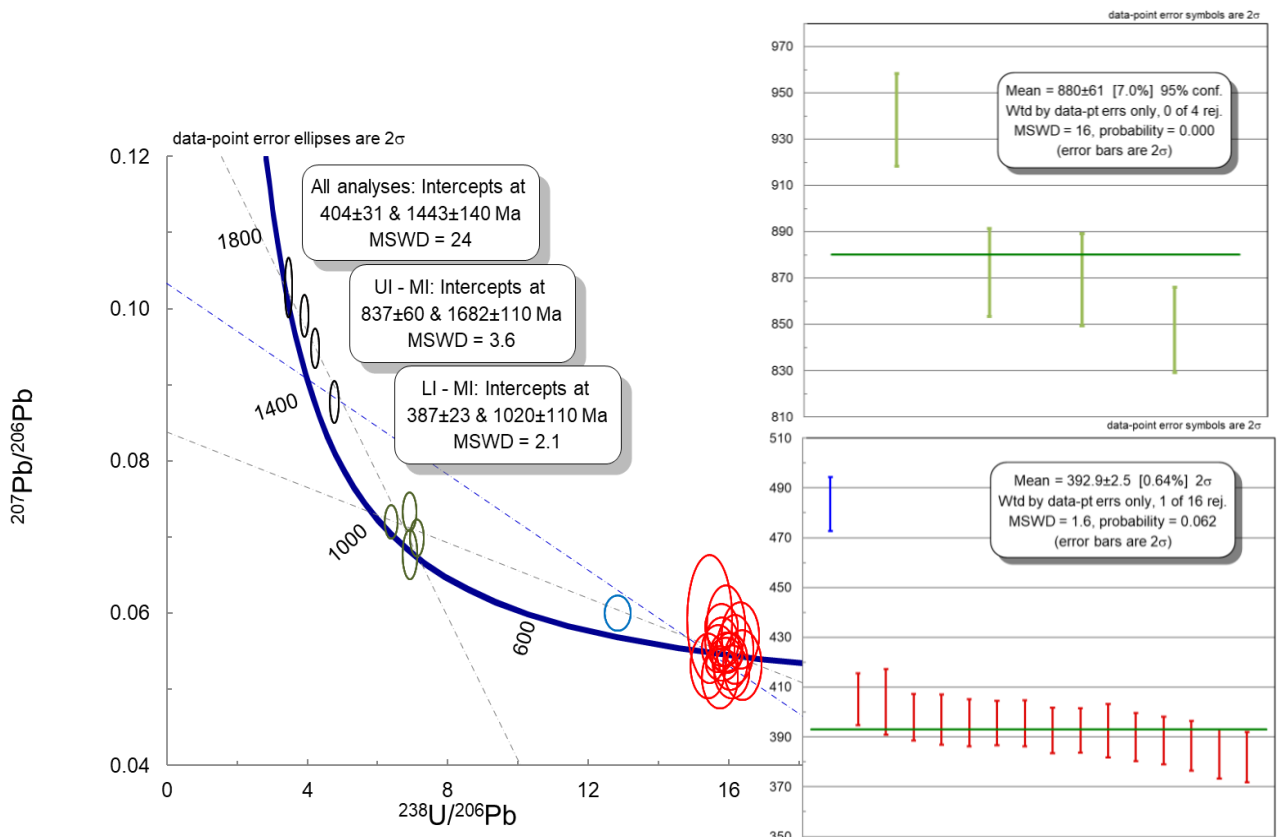 data-point error ellipses are 2σ
0.12
0.10
0.08
0.06
0.04
207Pb/206Pb
0
4
8
12
16
238U/206Pb
1800
1400
1000
600
All analyses: Intercepts at
404±31 & 1443±140 Ma
MSWD = 24
UI - MI: Intercepts at
837±60 & 1682±110 Ma
MSWD = 3.6
LI - MI: Intercepts at
387±23 & 1020±110 Ma
MSWD = 2.1
data-point error symbols are 2σ
970
950
930
910
890
870
850
830
810
Mean = 880±61 [7.0%] 95% conf.
Wtd by data-pt errs only, 0 of 4 rej.
MSWD = 16, probability = 0.000
(error bars are 2σ)
data-point error symbols are 2σ
510
490
470
450
430
410
390
370
350
Mean = 392.9±2.5 [0.64%] 2σ
Wtd by data-pt errs only, 1 of 16 rej.
MSWD = 1.6, probability = 0.062
(error bars are 2σ)